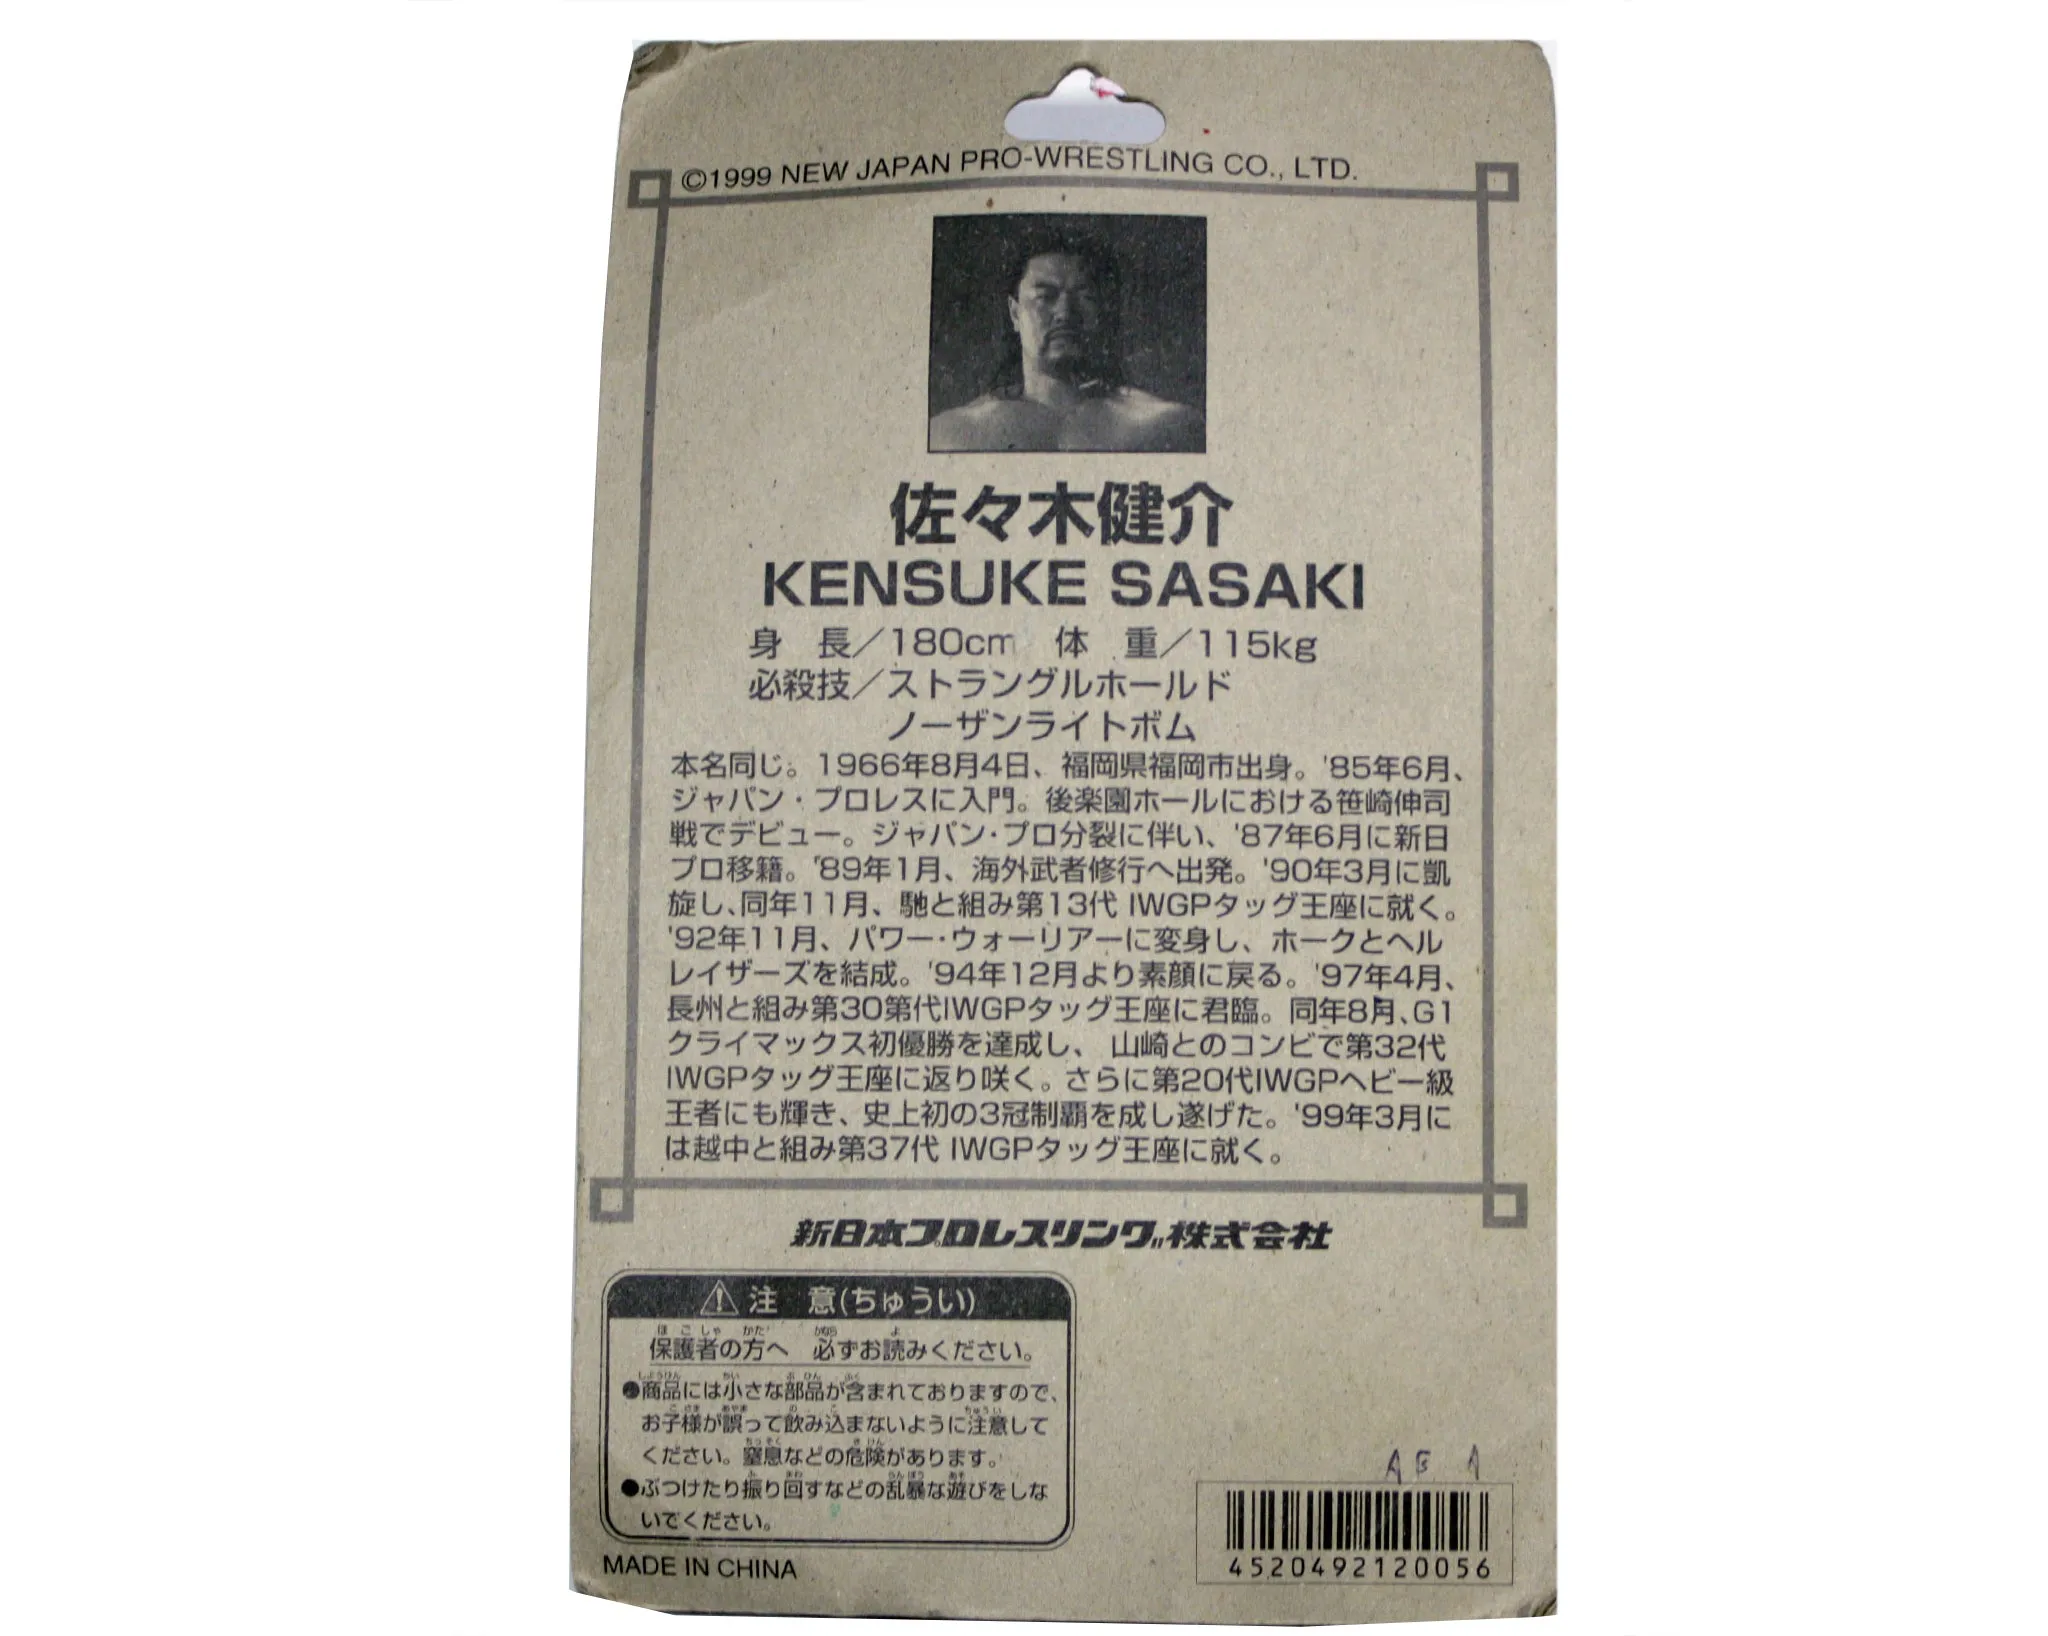 ©1999 NEW JAPAN PRO-WRESTLING CO., LTD.
佐々木健介
KENSUKE SASAKI
身　長／180cm　体　重／115kg
必殺技／ストラングルホールド
ノーザンライトボム
本名同じ。1966年8月4日、福岡県福岡市出身。'85年6月、
ジャパン・プロレスに入門。後楽園ホールにおける笹崎伸司
戦でデビュー。ジャパン・プロ分裂に伴い、'87年6月に新日
プロ移籍。'89年1月、海外武者修行へ出発。'90年3月に凱
旋し、同年11月、馳と組み第13代 IWGPタッグ王座に就く。
'92年11月、パワー・ウォーリアーに変身し、ホークとヘル
レイザーズを結成。'94年12月より素顔に戻る。'97年4月、
長州と組み第30第代IWGPタッグ王座に君臨。同年8月、G1
クライマックス初優勝を達成し、山崎とのコンビで第32代
IWGPタッグ王座に返り咲く。さらに第20代IWGPヘビー級
王者にも輝き、史上初の3冠制覇を成し遂げた。'99年3月に
は越中と組み第37代 IWGPタッグ王座に就く。
新日本プロレスリング株式会社
注　意(ちゅうい)
保護者の方へ　必ずお読みください。
●商品には小さな部品が含まれておりますので、
お子様が誤って飲み込まないように注意して
ください。窒息などの危険があります。
●ぶつけたり振り回すなどの乱暴な遊びをしな
いでください。
MADE IN CHINA
4520492120056